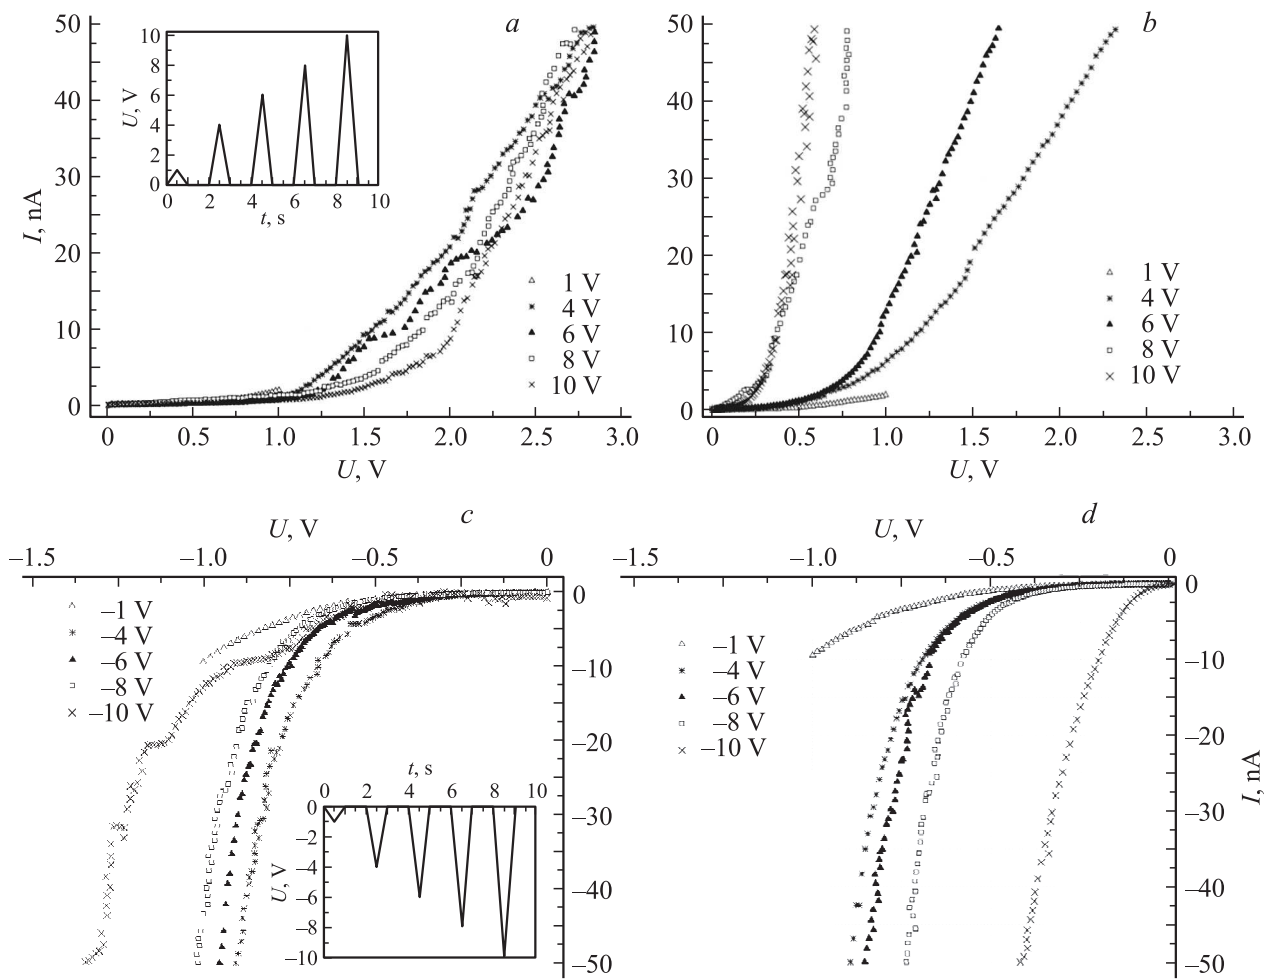 a
50
40
30
20
10
0
I, nA
0
0.5
1.0
1.5
2.0
2.5
3.0
U, V
1 V
4 V
6 V
8 V
10 V
10
8
6
4
2
0
U, V
0
2
4
6
8
10
t, s
b
50
40
30
20
10
0
0
0.5
1.0
1.5
2.0
2.5
3.0
U, V
1 V
4 V
6 V
8 V
10 V
U, V
c
–1.5
–1.0
–0.5
0
–1 V
–4 V
–6 V
–8 V
–10 V
0
–10
–20
–30
–40
–50
t, s
0
2
4
6
8
10
0
–2
–4
–6
–8
–10
U, V
U, V
d
–1.5
–1.0
–0.5
0
–1 V
–4 V
–6 V
–8 V
–10 V
0
–10
–20
–30
–40
–50
I, nA